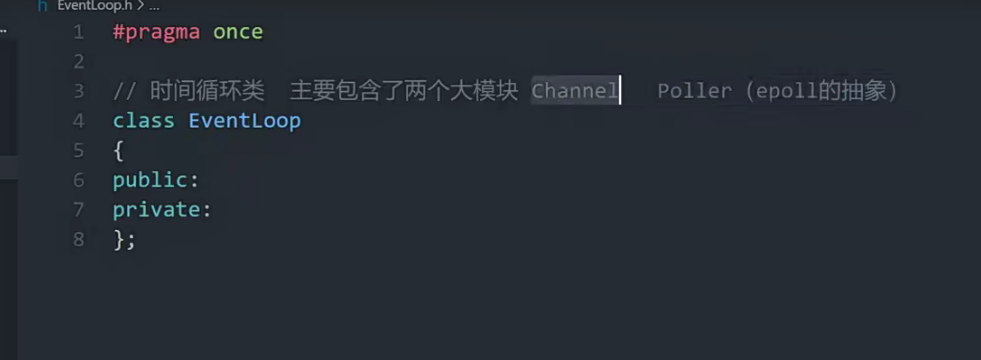 EventLoop.h > ...
1 #pragma once
2
3 // 时间循环类 主要包含了两个大模块 Channel Poller (epoll的抽象)
4 class EventLoop
5 {
6 public:
7 private:
8 };